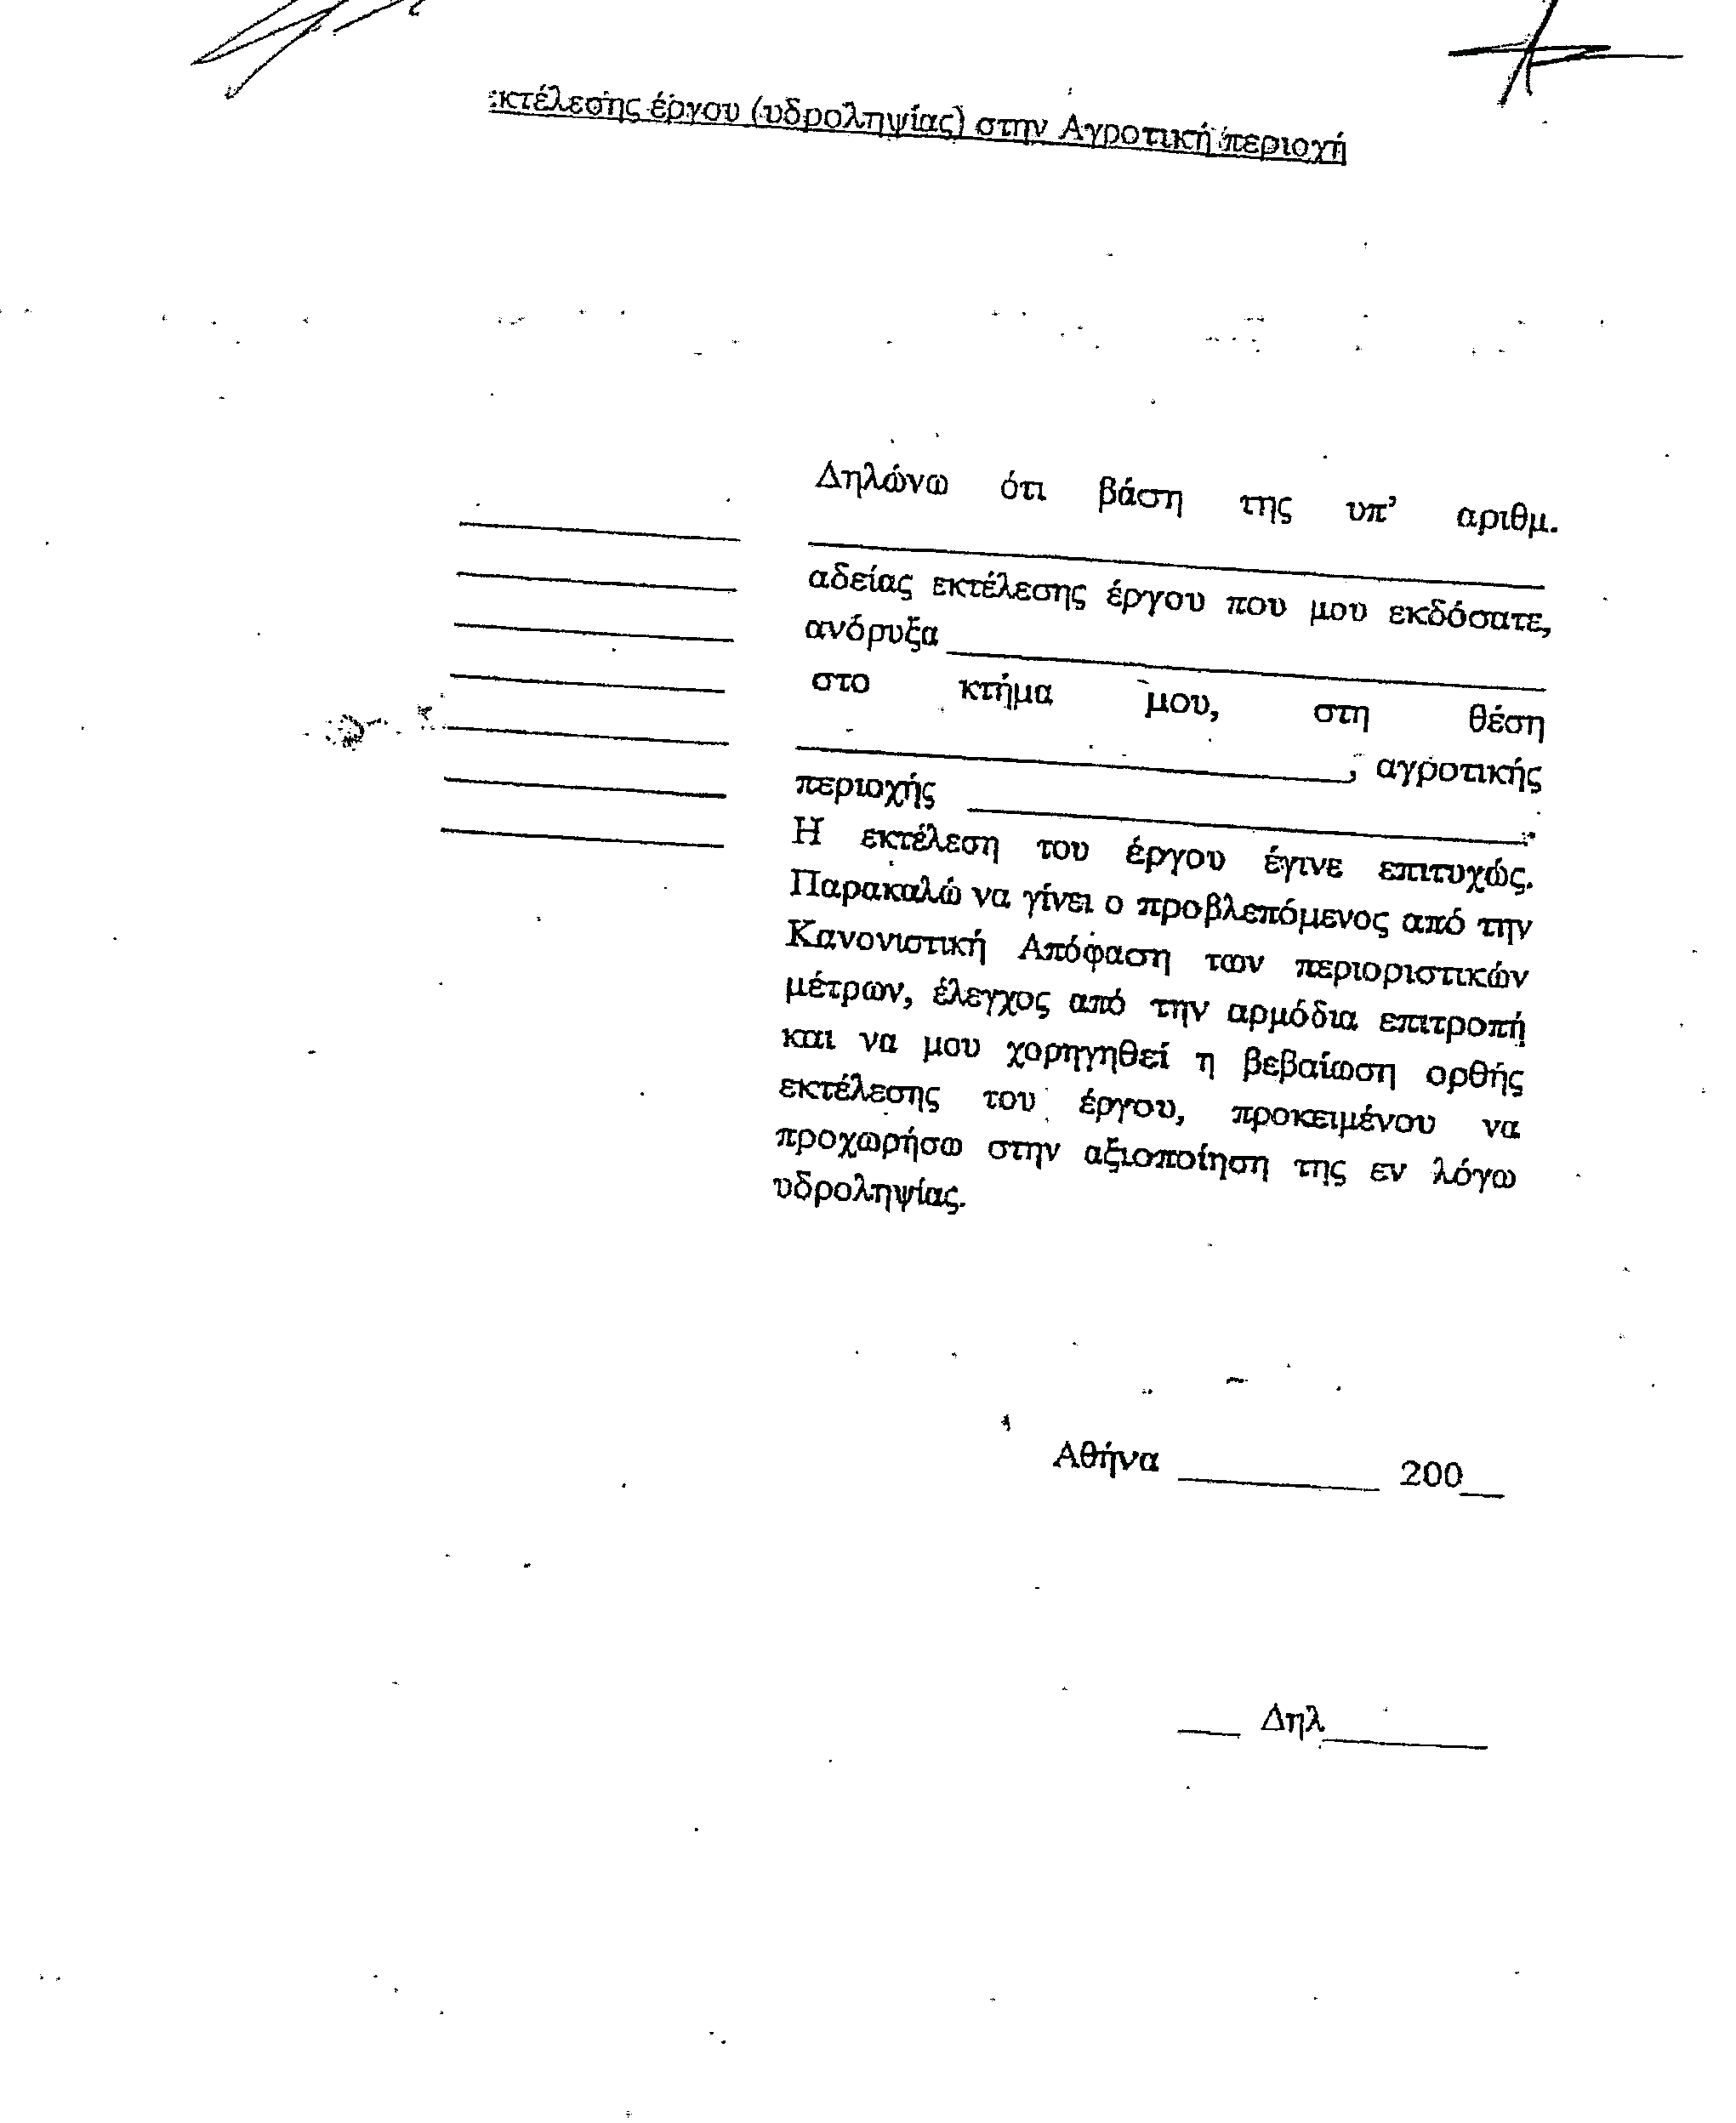 εκτέλεσης έργου (υδροληψίας) στην Αγροτική περιοχή
Δηλώνω ότι βάση της υπ' αριθμ.
αδείας εκτέλεσης έργου που μου εκδόσατε,
ανόρυξα
στο κτήμα μου, στη θέση
, αγροτικής
περιοχής .
Η εκτέλεση του έργου έγινε επιτυχώς.
Παρακαλώ να γίνει ο προβλεπόμενος από την
Κανονιστική Απόφαση των περιοριστικών
μέτρων, έλεγχος από την αρμόδια επιτροπή
και να μου χορηγηθεί η βεβαίωση ορθής
εκτέλεσης του έργου, προκειμένου να
προχωρήσω στην αξιοποίηση της εν λόγω
υδροληψίας.
Αθήνα 200
Δηλ